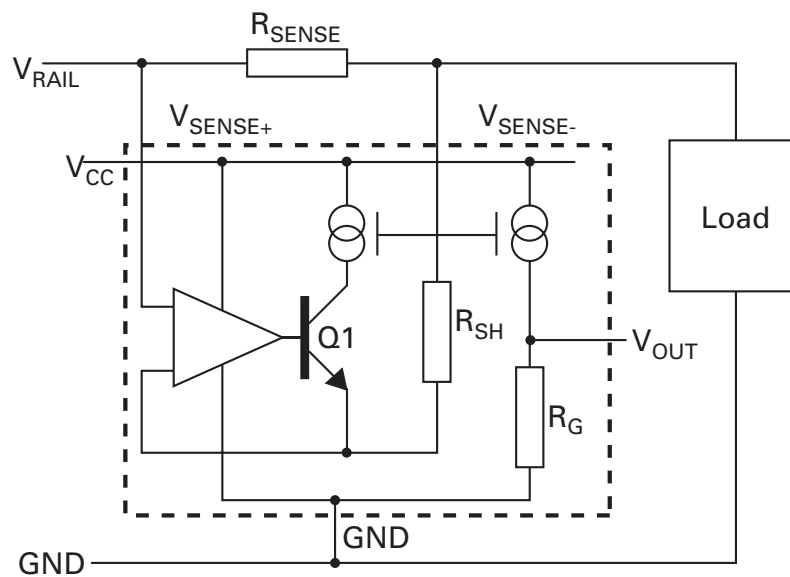 R_SENSE
V_RAIL
V_SENSE+
V_SENSE-
V_CC
Load
Q1
R_SH
V_OUT
R_G
GND
GND